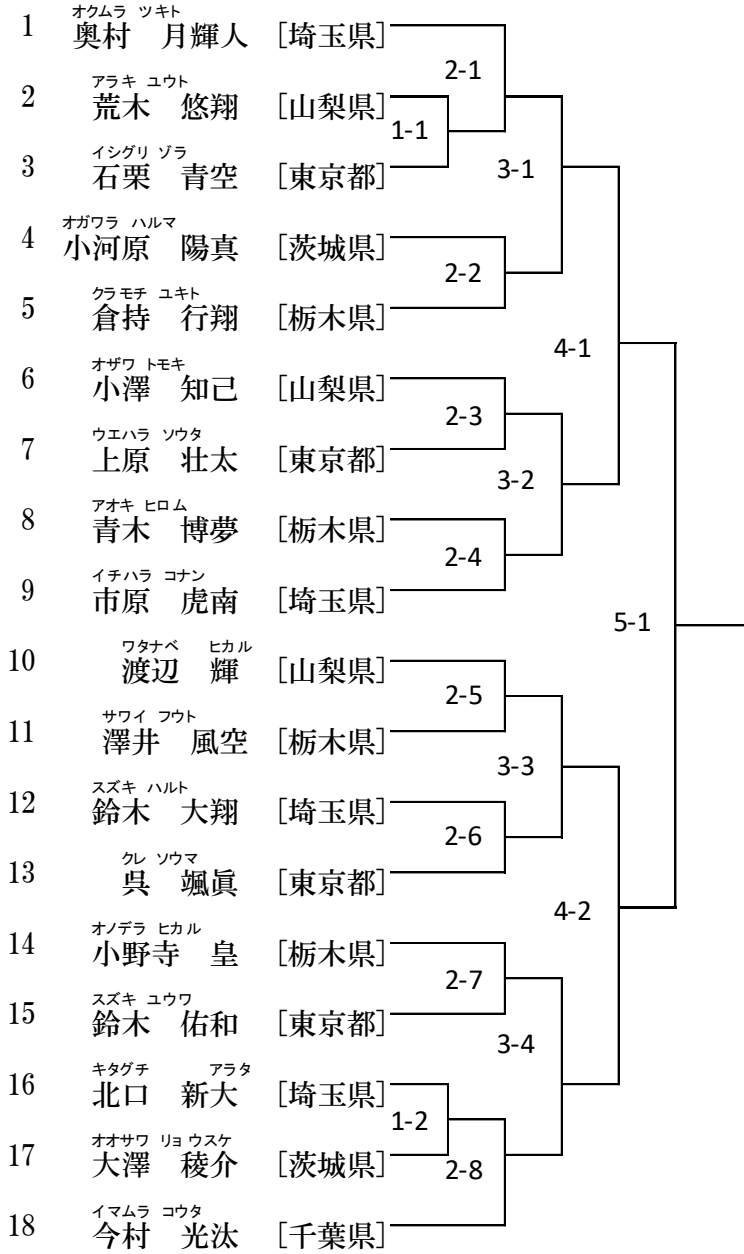 オクムラ ツキト
1 奥村 月輝人 [埼玉県]
2-1
アラキ ユウト
2 荒木 悠翔 [山梨県]
1-1
イシグリ ゾラ
3 石栗 青空 [東京都]
3-1
オガワラ ハルマ
4 小河原 陽真 [茨城県]
2-2
クラモチ ユキト
5 倉持 行翔 [栃木県]
4-1
オザワ トモキ
6 小澤 知己 [山梨県]
2-3
ウエハラ ソウタ
7 上原 壮太 [東京都]
3-2
アオキ ヒロム
8 青木 博夢 [栃木県]
2-4
イチハラ コナン
9 市原 虎南 [埼玉県]
5-1
ワタナベ ヒカル
10 渡辺 輝 [山梨県]
2-5
サワイ フウト
11 澤井 風空 [栃木県]
3-3
スズキ ハルト
12 鈴木 大翔 [埼玉県]
2-6
クレ ソウマ
13 呉 颯眞 [東京都]
4-2
オノデラ ヒカル
14 小野寺 皇 [栃木県]
2-7
スズキ ユウワ
15 鈴木 佑和 [東京都]
3-4
キタグチ アラタ
16 北口 新大 [埼玉県]
1-2
オオサワ リョウスケ
17 大澤 稜介 [茨城県]
2-8
イマムラ コウタ
18 今村 光汰 [千葉県]